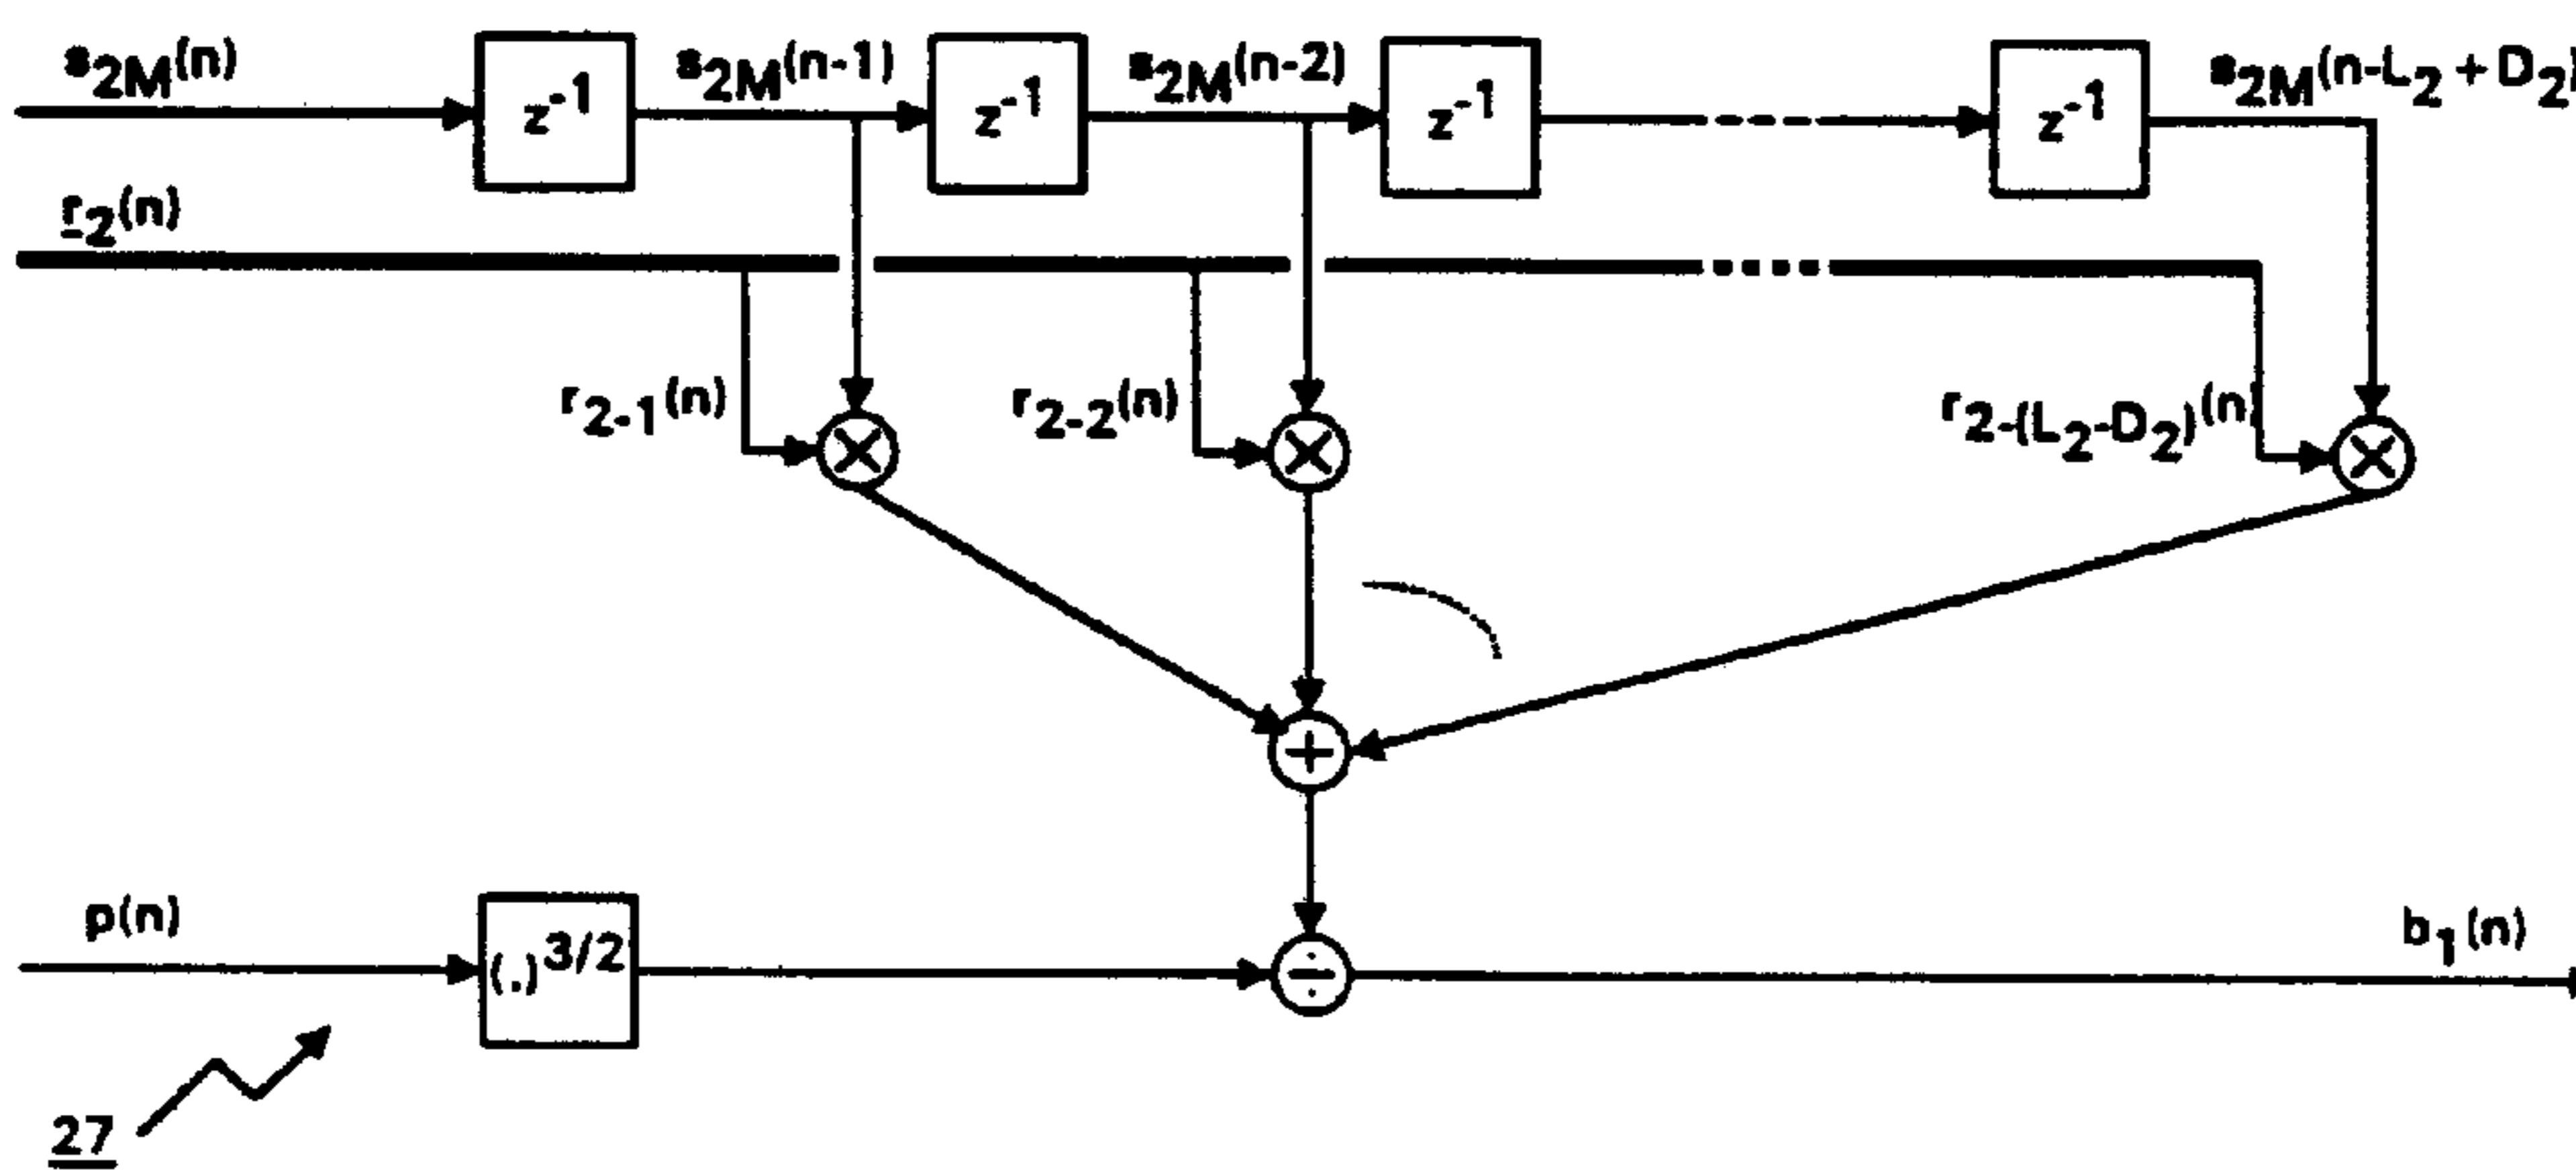 s₂M(n)
z⁻¹
s₂M(n-1)
z⁻¹
s₂M(n-2)
z⁻¹
z⁻¹
s₂M(n-L₂ + D₂)
r₂(n)
r₂₋₁(n)
r₂₋₂(n)
r₂₋(L₂-D₂)(n)
p(n)
(.)³/²
b₁(n)
27